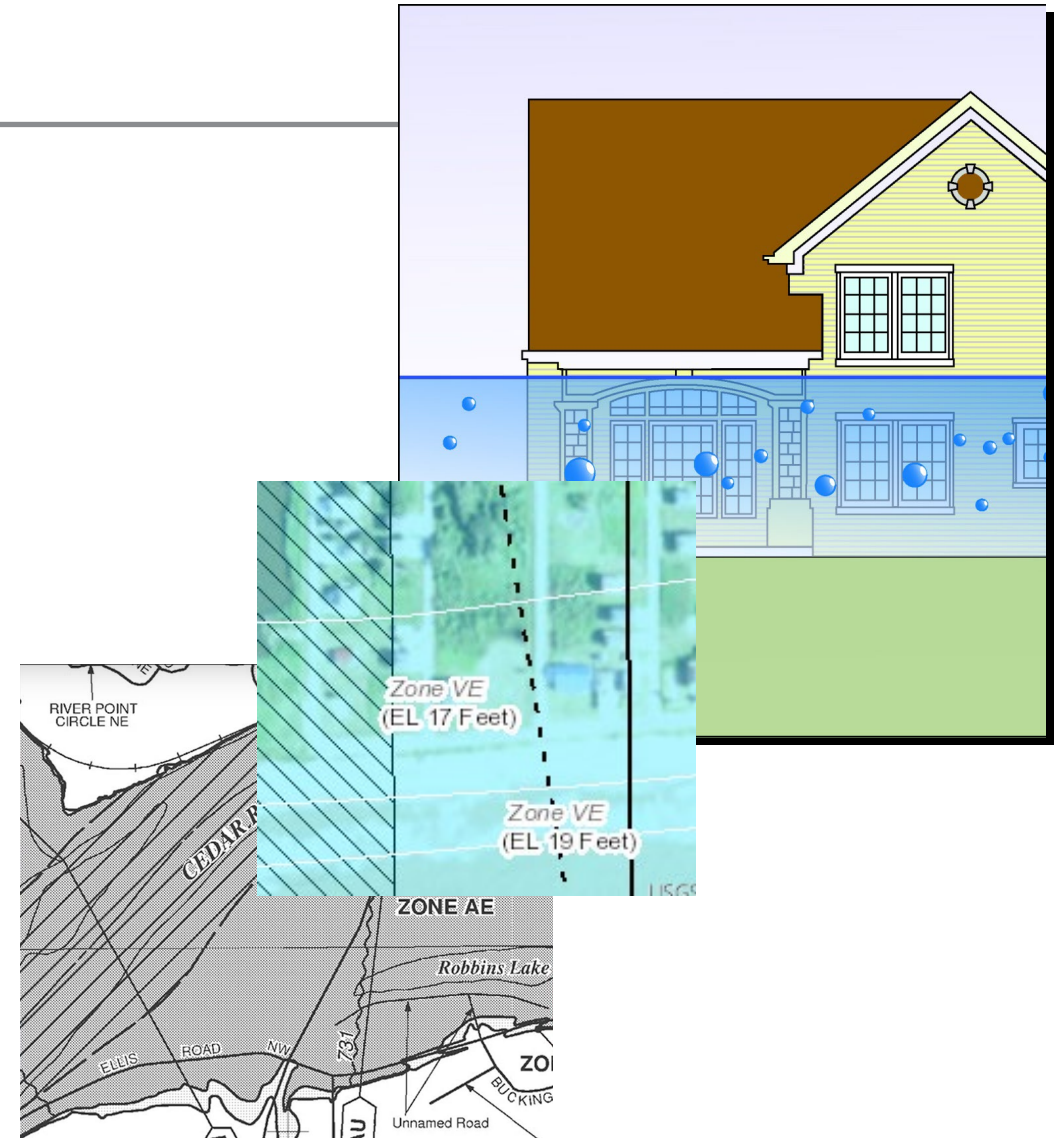 Zone VE
(EL 17 Feet)
Zone VE
(EL 19 Feet)
USGS
RIVER POINT
CIRCLE NE
ZONE AE
Robbins Lake
731
ELLIS ROAD NW
Unnamed Road